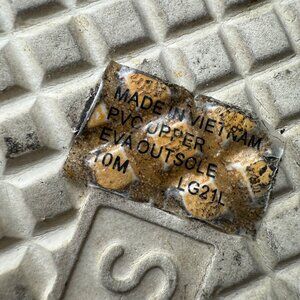 MADE IN VIETNAM
PVC UPPER
EVA OUTSOLE
10M LG21L
S